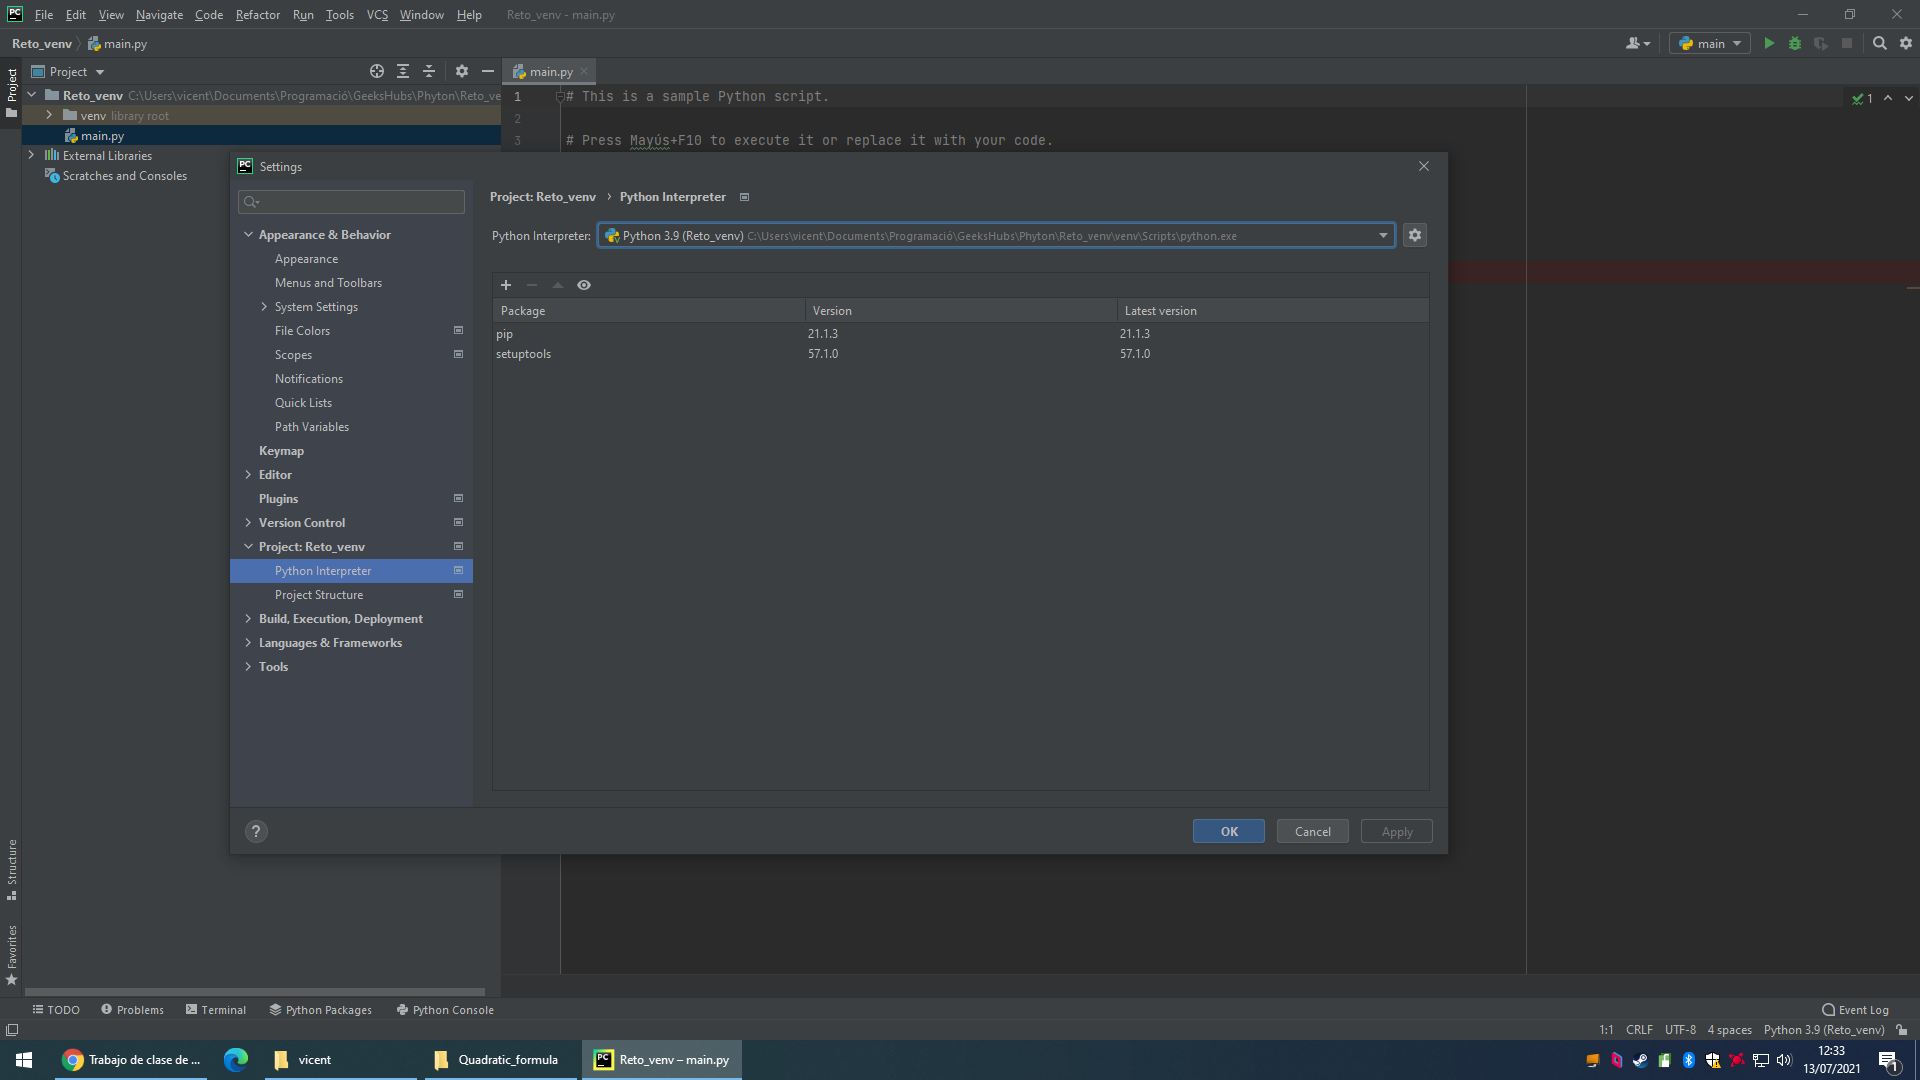 PC File Edit View Navigate Code Refactor Run Tools VCS Window Help Reto_venv - main.py
Reto_venv main.py main
Project
Project main.py
Reto_venv C:\Users\vicent\Documents\Programació\GeeksHubs\Phyton\Reto_ve
venv library root
main.py
External Libraries
Scratches and Consoles
1 # This is a sample Python script.
2
3 # Press Mayús+F10 to execute it or replace it with your code.
1
PC Settings
Appearance & Behavior
Appearance
Menus and Toolbars
System Settings
File Colors
Scopes
Notifications
Quick Lists
Path Variables
Keymap
Editor
Plugins
Version Control
Project: Reto_venv
Python Interpreter
Project Structure
Build, Execution, Deployment
Languages & Frameworks
Tools
Project: Reto_venv › Python Interpreter
Python Interpreter: Python 3.9 (Reto_venv) C:\Users\vicent\Documents\Programació\GeeksHubs\Phyton\Reto_venv\venv\Scripts\python.exe
Package Version Latest version
pip 21.1.3 21.1.3
setuptools 57.1.0 57.1.0
? OK Cancel Apply
Structure
Favorites
TODO Problems Terminal Python Packages Python Console Event Log
1:1 CRLF UTF-8 4 spaces Python 3.9 (Reto_venv)
Trabajo de clase de ... vicent Quadratic_formula PC Reto_venv – main.py
12:33
13/07/2021
1